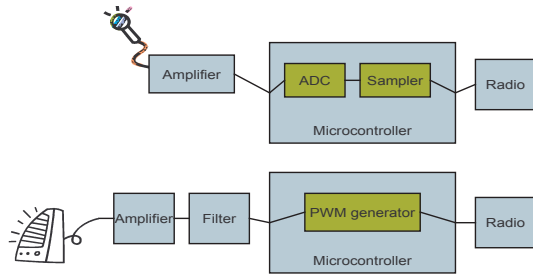 Amplifier
ADC
Sampler
Microcontroller
Radio
Amplifier
Filter
PWM generator
Microcontroller
Radio